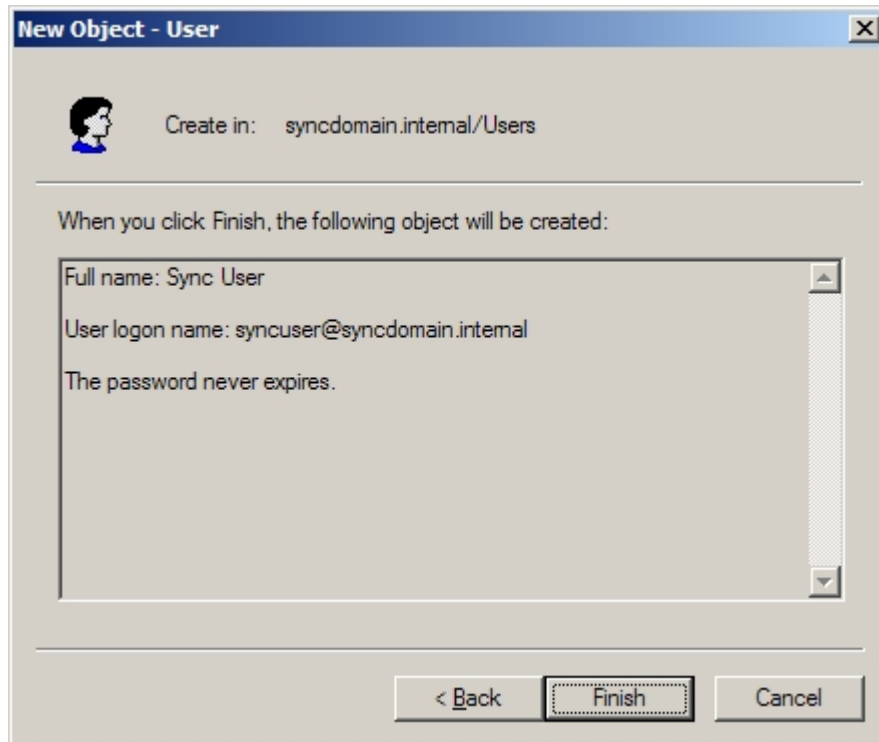 New Object - User
Create in: syncdomain.internal/Users
When you click Finish, the following object will be created:
Full name: Sync User
User logon name: syncuser@syncdomain.internal
The password never expires.
< Back Finish Cancel